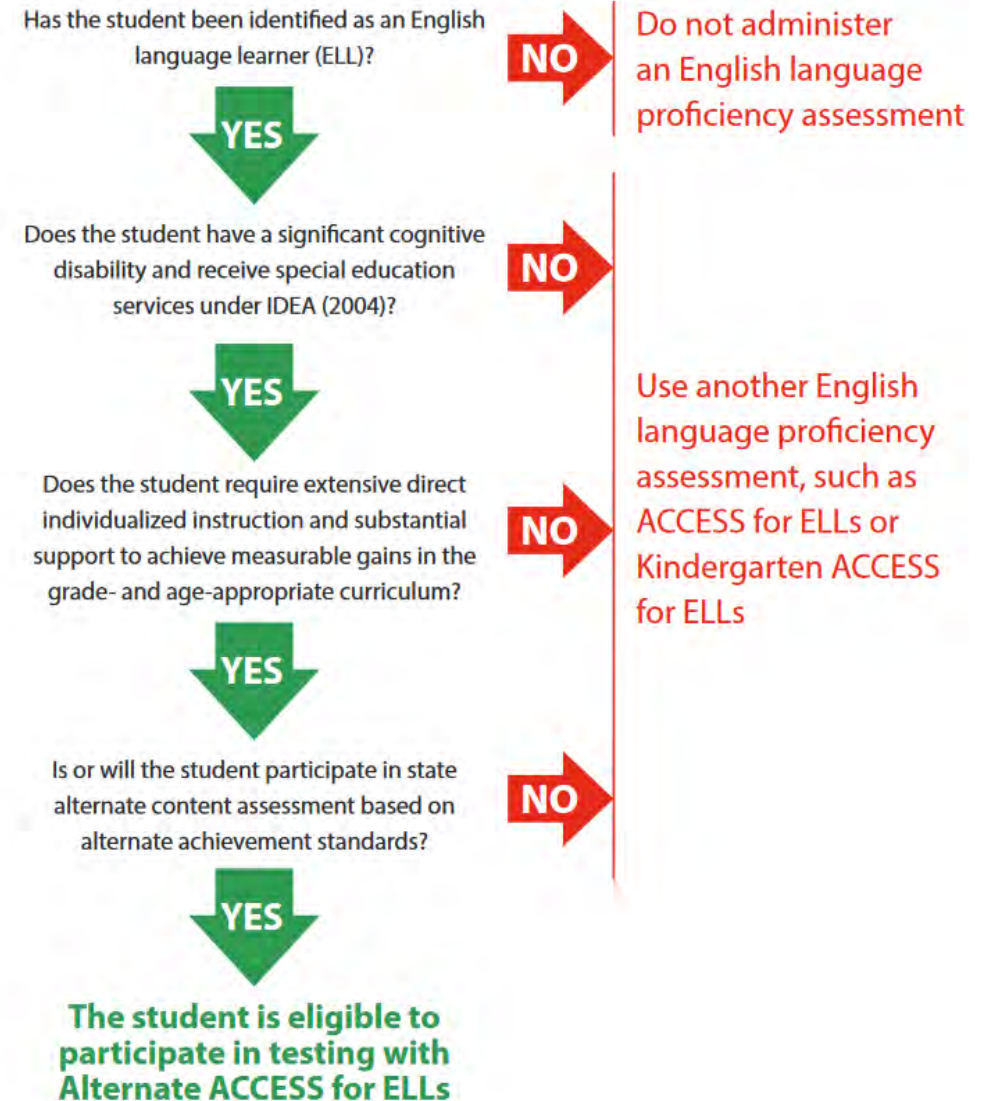 Has the student been identified as an English
language learner (ELL)?
NO
Do not administer
an English language
proficiency assessment
YES
Does the student have a significant cognitive
disability and receive special education
services under IDEA (2004)?
NO
YES
Does the student require extensive direct
individualized instruction and substantial
support to achieve measurable gains in the
grade- and age-appropriate curriculum?
NO
Use another English
language proficiency
assessment, such as
ACCESS for ELLs or
Kindergarten ACCESS
for ELLs
YES
Is or will the student participate in state
alternate content assessment based on
alternate achievement standards?
NO
YES
The student is eligible to
participate in testing with
Alternate ACCESS for ELLs